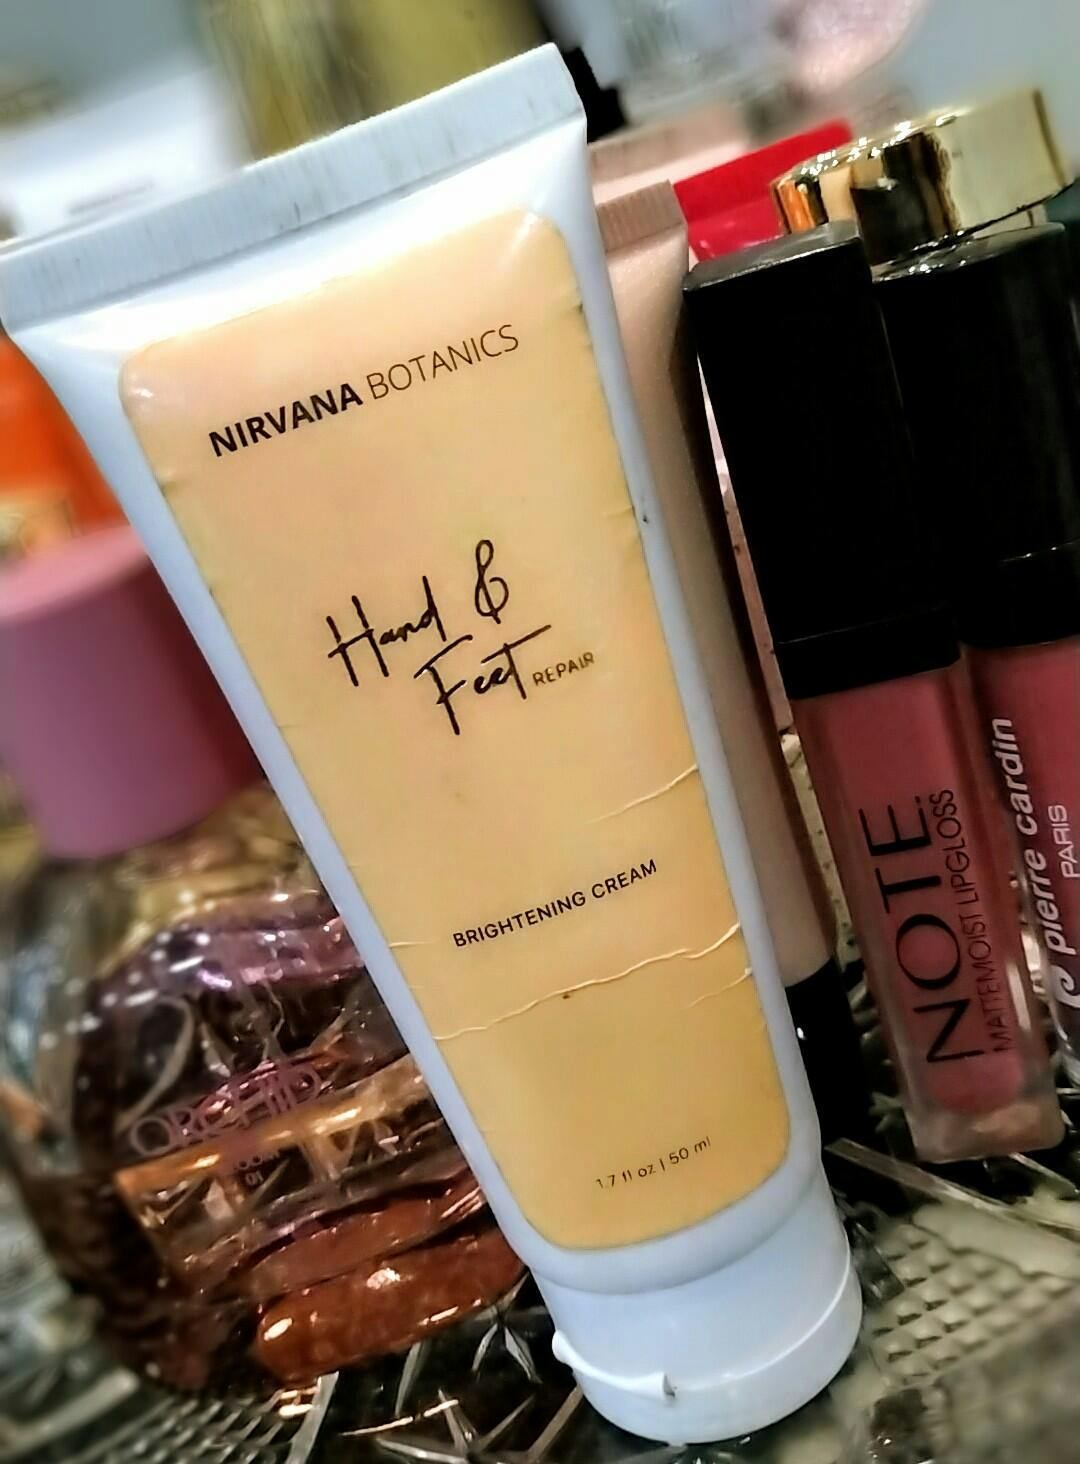 NIRVANA BOTANICS
Hand &
Feet REPAIR
BRIGHTENING CREAM
1.7 fl oz | 50 ml
ORCHID
NOTE
MATTEMOIST LIPGLOSS
pierre cardin
PARIS